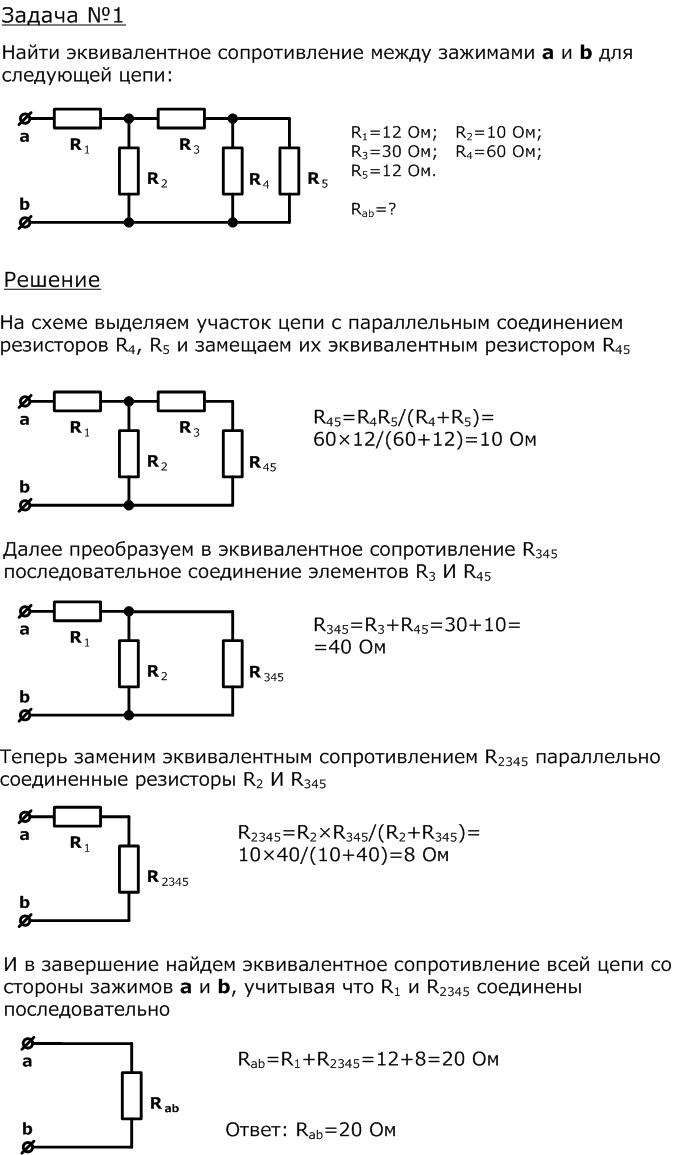 Задача №1
Найти эквивалентное сопротивление между зажимами a и b для
следующей цепи:
a
R1
R3
R2
R4
R5
b
R1=12 Ом; R2=10 Ом;
R3=30 Ом; R4=60 Ом;
R5=12 Ом.
Rab=?
Решение
На схеме выделяем участок цепи с параллельным соединением
резисторов R4, R5 и замещаем их эквивалентным резистором R45
a
R1
R3
R2
R45
b
R45=R4R5/(R4+R5)=
60×12/(60+12)=10 Ом
Далее преобразуем в эквивалентное сопротивление R345
последовательное соединение элементов R3 И R45
a
R1
R2
R345
b
R345=R3+R45=30+10=
=40 Ом
Теперь заменим эквивалентным сопротивлением R2345 параллельно
соединенные резисторы R2 И R345
a
R1
R2345
b
R2345=R2×R345/(R2+R345)=
10×40/(10+40)=8 Ом
И в завершение найдем эквивалентное сопротивление всей цепи со
стороны зажимов a и b, учитывая что R1 и R2345 соединены
последовательно
a
Rab
b
Rab=R1+R2345=12+8=20 Ом
Ответ: Rab=20 Ом